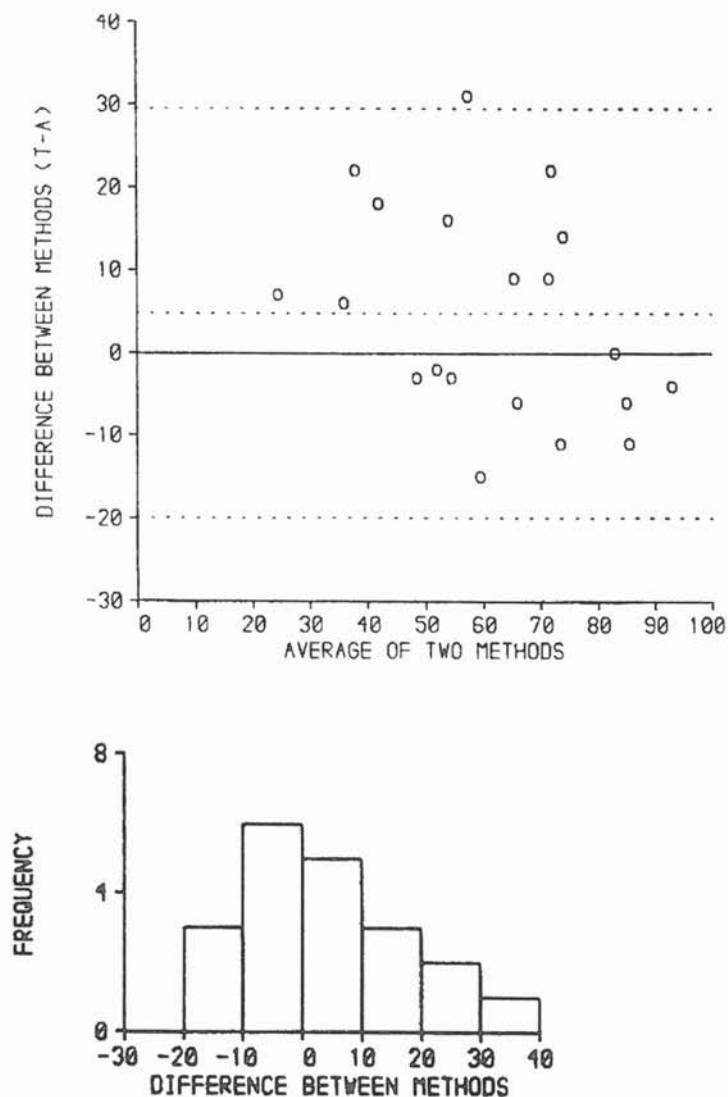 DIFFERENCE BETWEEN METHODS (T-A)
40
30
20
10
0
-10
-20
-30
0 10 20 30 40 50 60 70 80 90 100
AVERAGE OF TWO METHODS
FREQUENCY
8
4
0
-30 -20 -10 0 10 20 30 40
DIFFERENCE BETWEEN METHODS